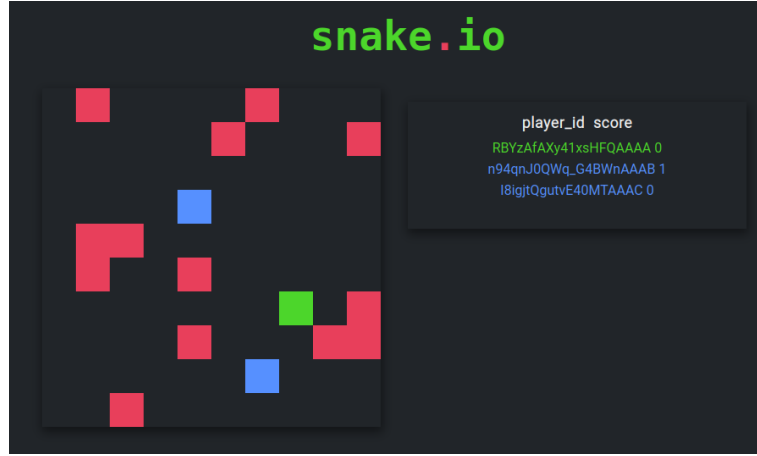 snake.io
player_id score
RBYzAfAXy41xsHFQAAAA 0
n94qnJ0QWq_G4BWnAAAB 1
I8igjtQgutvE40MTAAAC 0